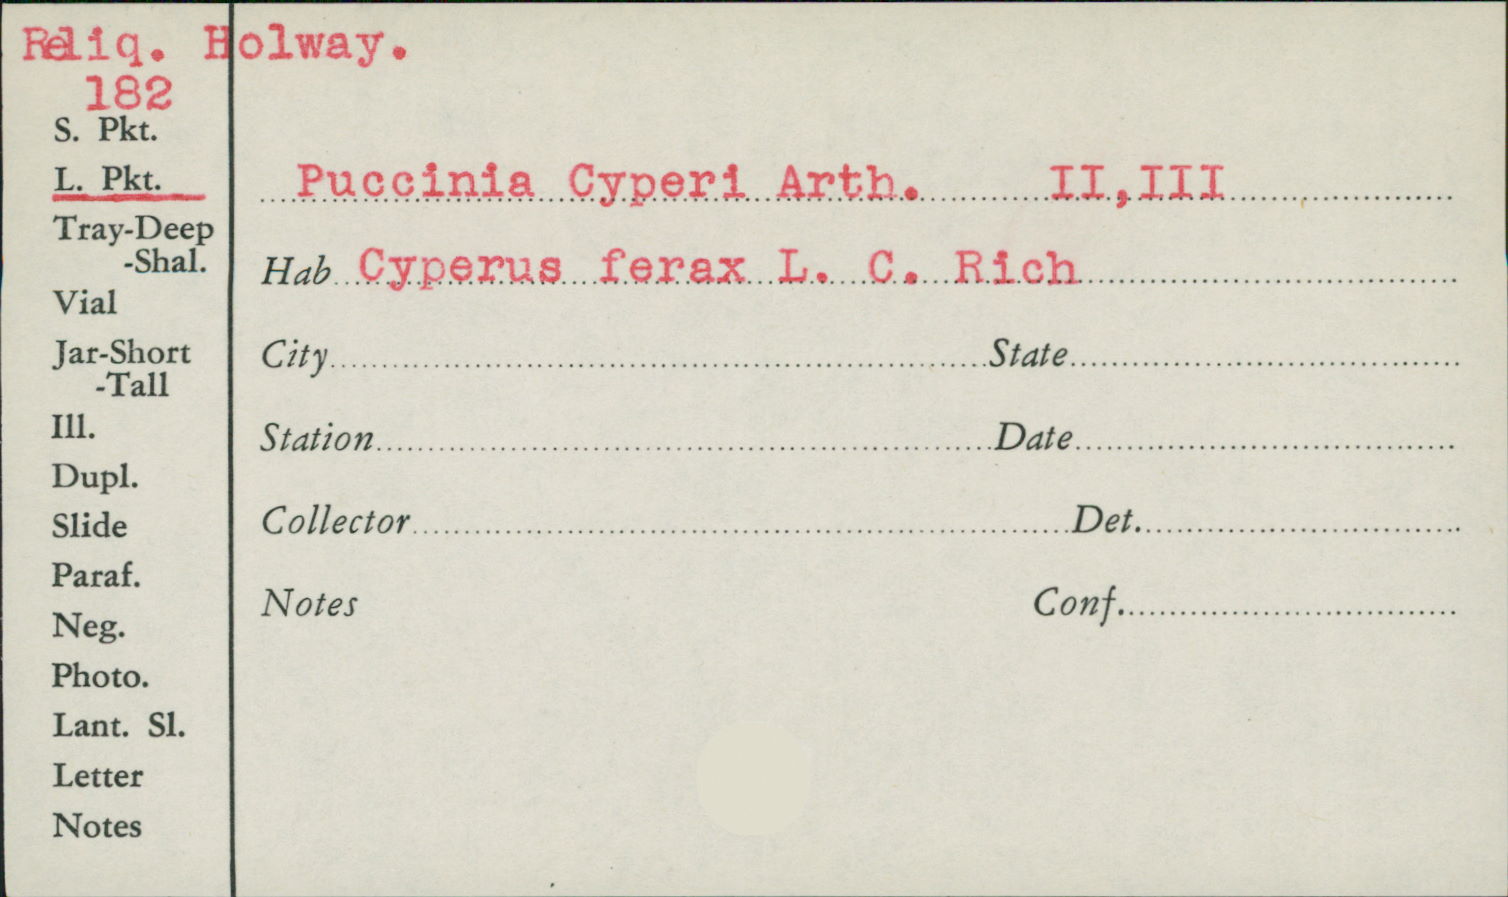 Reliq. Holway.
182
S. Pkt.
L. Pkt.
Tray-Deep
-Shal.
Vial
Jar-Short
-Tall
Ill.
Dupl.
Slide
Paraf.
Neg.
Photo.
Lant. Sl.
Letter
Notes
Puccinia Cyperi Arth. II,III
Hab Cyperus ferax L. C. Rich
City State
Station Date
Collector Det.
Notes Conf.